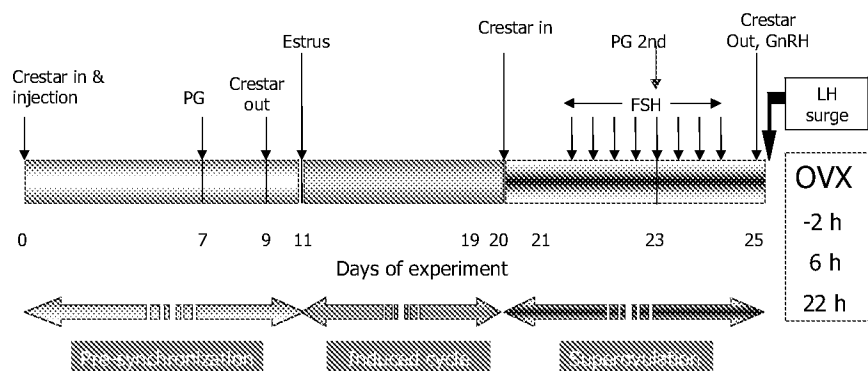 Crestar in &
injection
PG
Crestar
out
Estrus
Crestar in
PG 2nd
FSH
Crestar
Out, GnRH
LH
surge
OVX
-2 h
6 h
22 h
0 7 9 11 19 20 21 23 25
Days of experiment
Pre-synchronization Induced cycle Superovulation